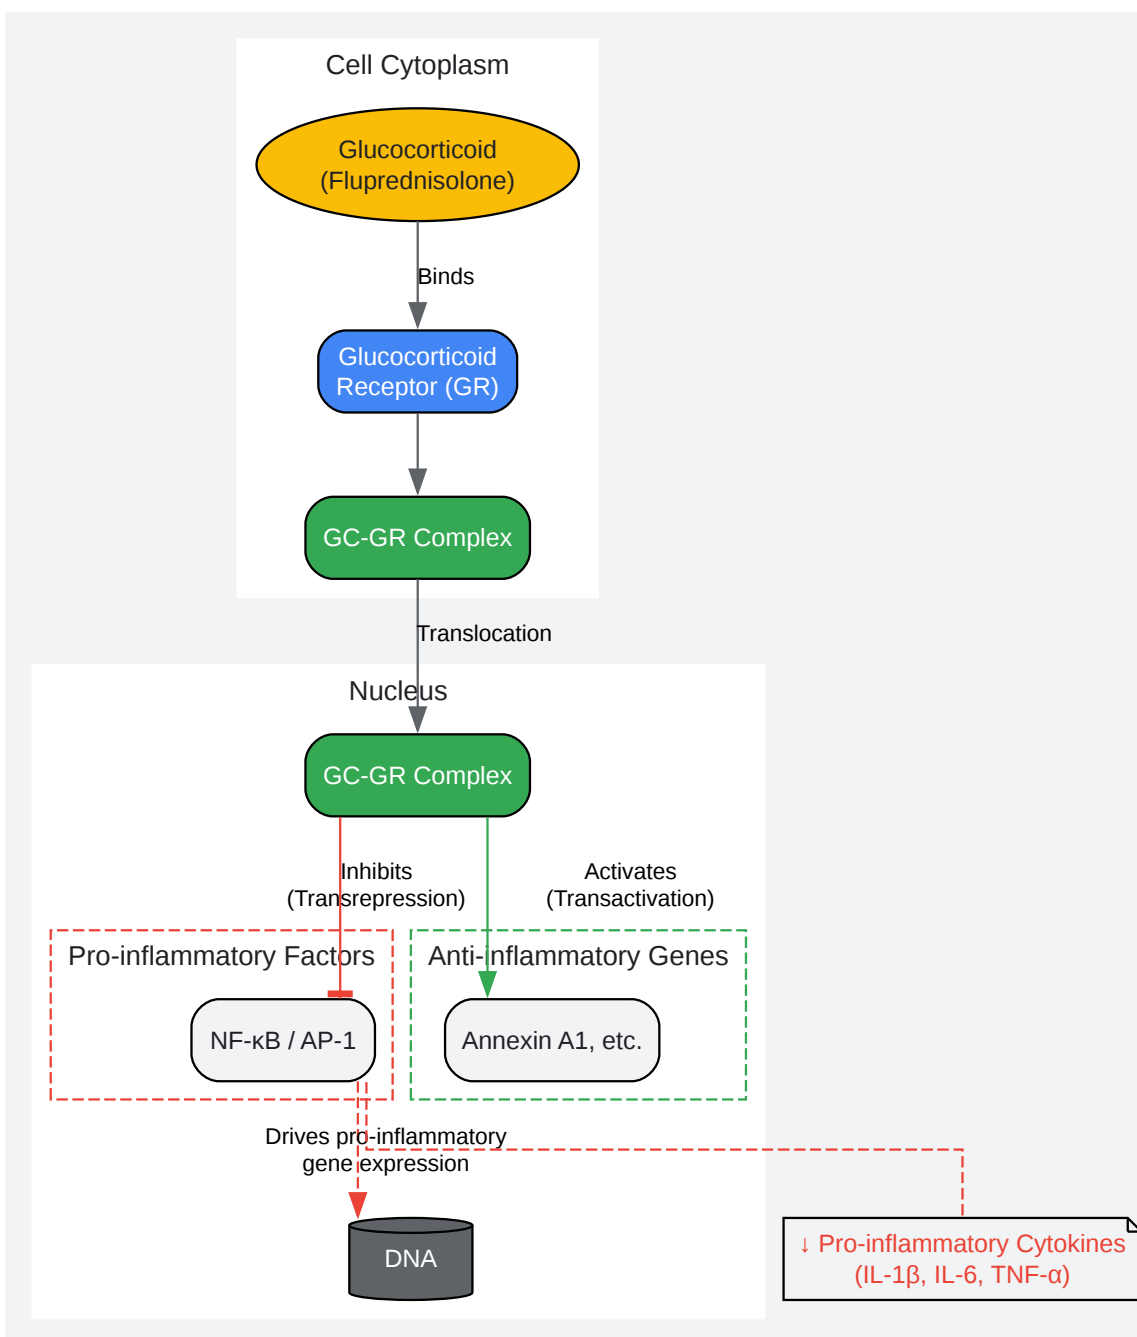 Cell Cytoplasm
Glucocorticoid
(Fluprednisolone)
Binds
Glucocorticoid
Receptor (GR)
GC-GR Complex
Translocation
Nucleus
GC-GR Complex
Inhibits
(Transrepression)
Activates
(Transactivation)
Pro-inflammatory Factors
Anti-inflammatory Genes
NF-κB / AP-1
Annexin A1, etc.
Drives pro-inflammatory
gene expression
DNA
↓ Pro-inflammatory Cytokines
(IL-1β, IL-6, TNF-α)